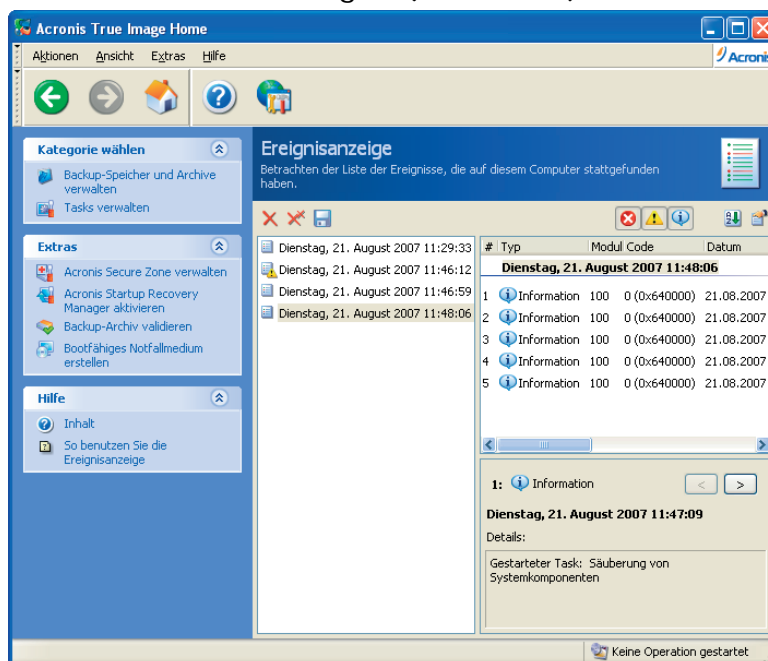 Acronis True Image Home
Aktionen Ansicht Extras Hilfe
Acronis
Kategorie wählen
Backup-Speicher und Archive
verwalten
Tasks verwalten
Extras
Acronis Secure Zone verwalten
Acronis Startup Recovery
Manager aktivieren
Backup-Archiv validieren
Bootfähiges Notfallmedium
erstellen
Hilfe
Inhalt
So benutzen Sie die
Ereignisanzeige
Ereignisanzeige
Betrachten der Liste der Ereignisse, die auf diesem Computer stattgefunden
haben.
Dienstag, 21. August 2007 11:29:33
Dienstag, 21. August 2007 11:46:12
Dienstag, 21. August 2007 11:46:59
Dienstag, 21. August 2007 11:48:06
# Typ Modul Code Datum
Dienstag, 21. August 2007 11:48:06
1 Information 100 0 (0x640000) 21.08.2007
2 Information 100 0 (0x640000) 21.08.2007
3 Information 100 0 (0x640000) 21.08.2007
4 Information 100 0 (0x640000) 21.08.2007
5 Information 100 0 (0x640000) 21.08.2007
1: Information < >
Dienstag, 21. August 2007 11:47:09
Details:
Gestarteter Task: Säuberung von
Systemkomponenten
Keine Operation gestartet